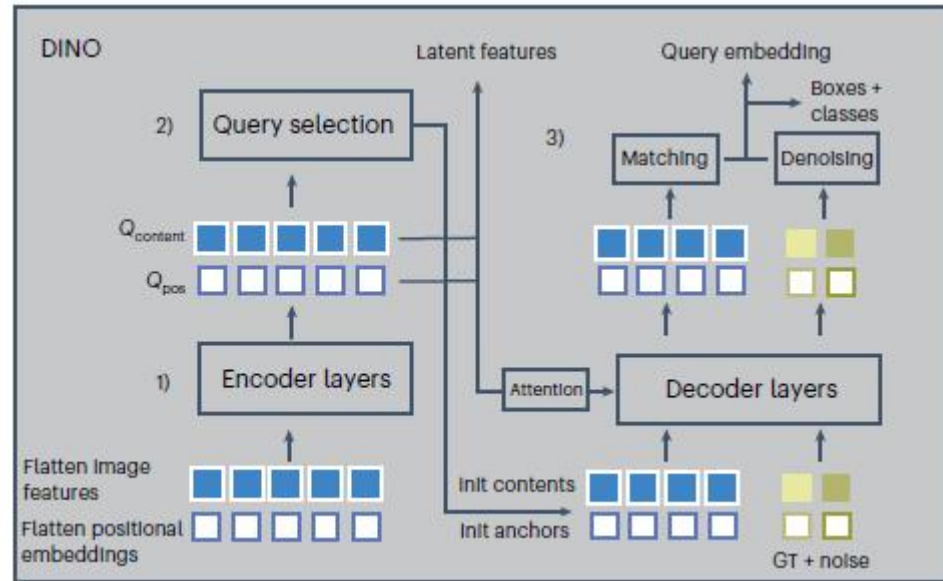 DINO
Latent features
Query embedding
Boxes +
classes
2)
Query selection
3)
Matching
Denoising
Qcontent
Qpos
1)
Encoder layers
Attention
Decoder layers
Flatten image
features
Flatten positional
embeddings
Init contents
Init anchors
GT + noise